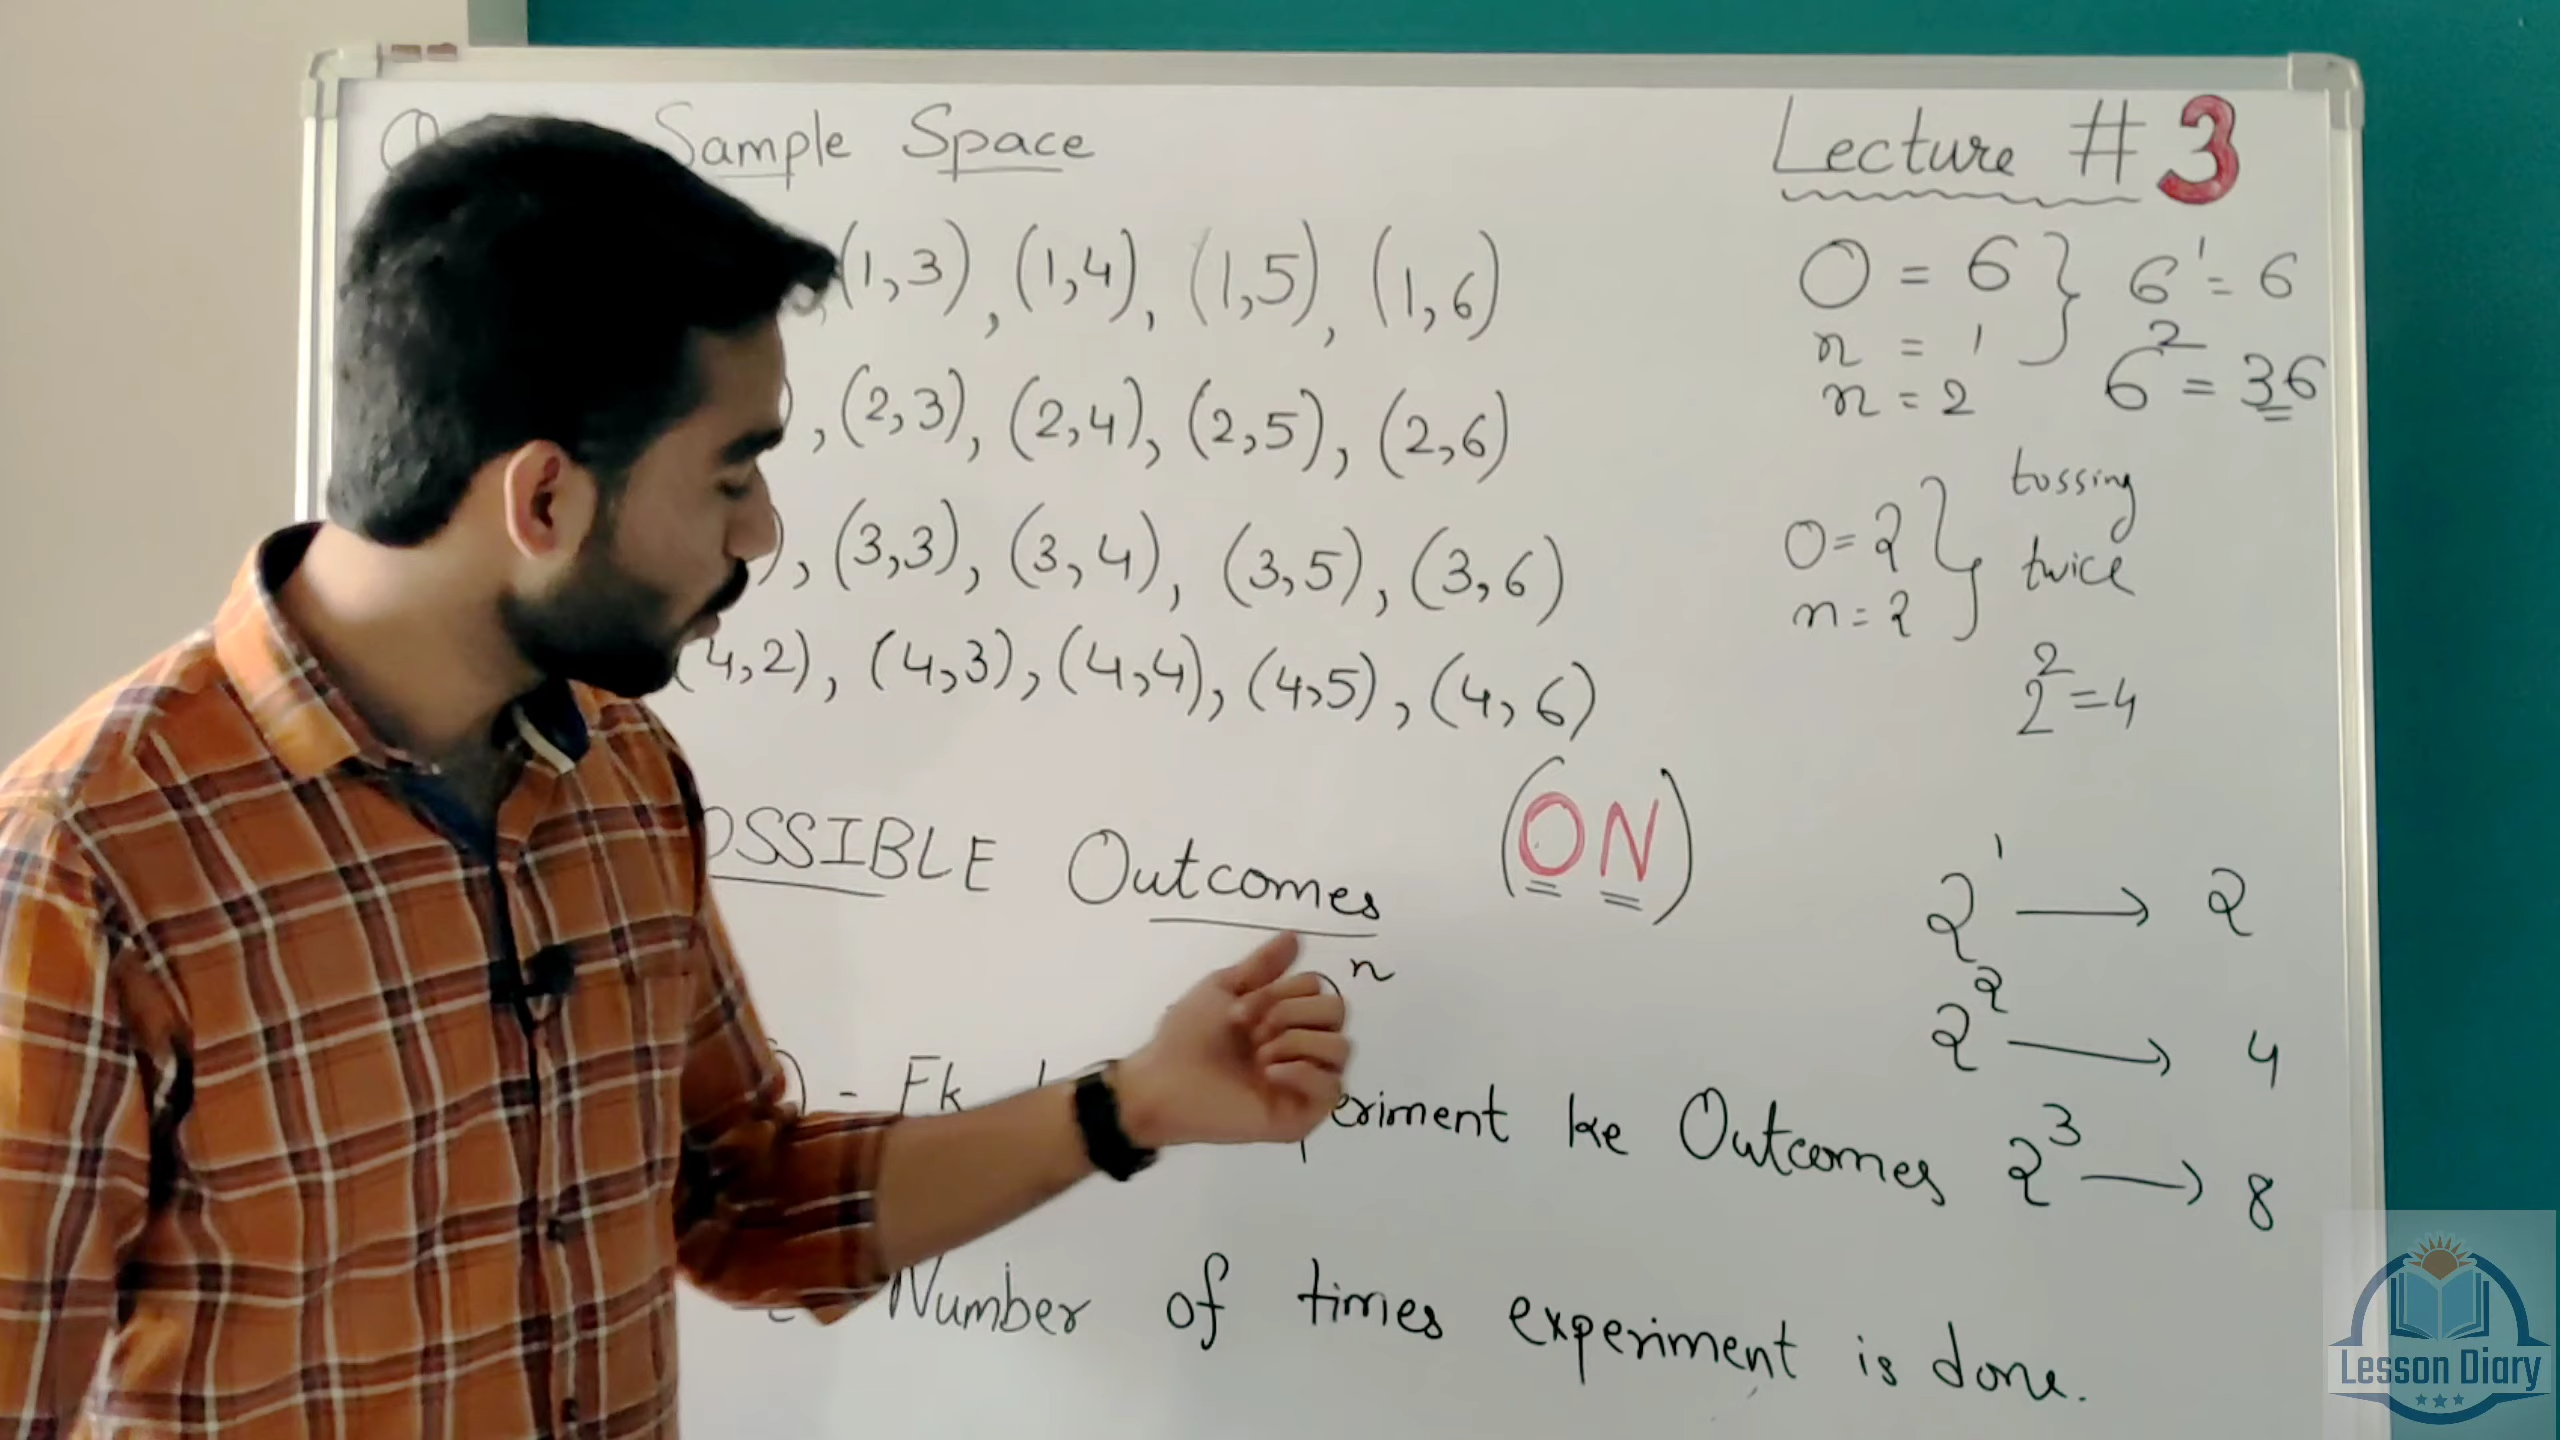 Sample Space
(1,3), (1,4), (1,5), (1,6)
, (2,3), (2,4), (2,5), (2,6)
), (3,3), (3,4), (3,5), (3,6)
(4,2), (4,3), (4,4), (4,5), (4,6)
OSSIBLE Outcomes (ON)
n
- Ek eriment ke Outcomes
Number of times experiment is done.
Lecture # 3
O = 6 } 6¹ = 6
n = 1
n = 2 6² = 36
O = 2 } tossing
n = 2 twice
2² = 4
2¹ → 2
2² → 4
2³ → 8
Lesson Diary